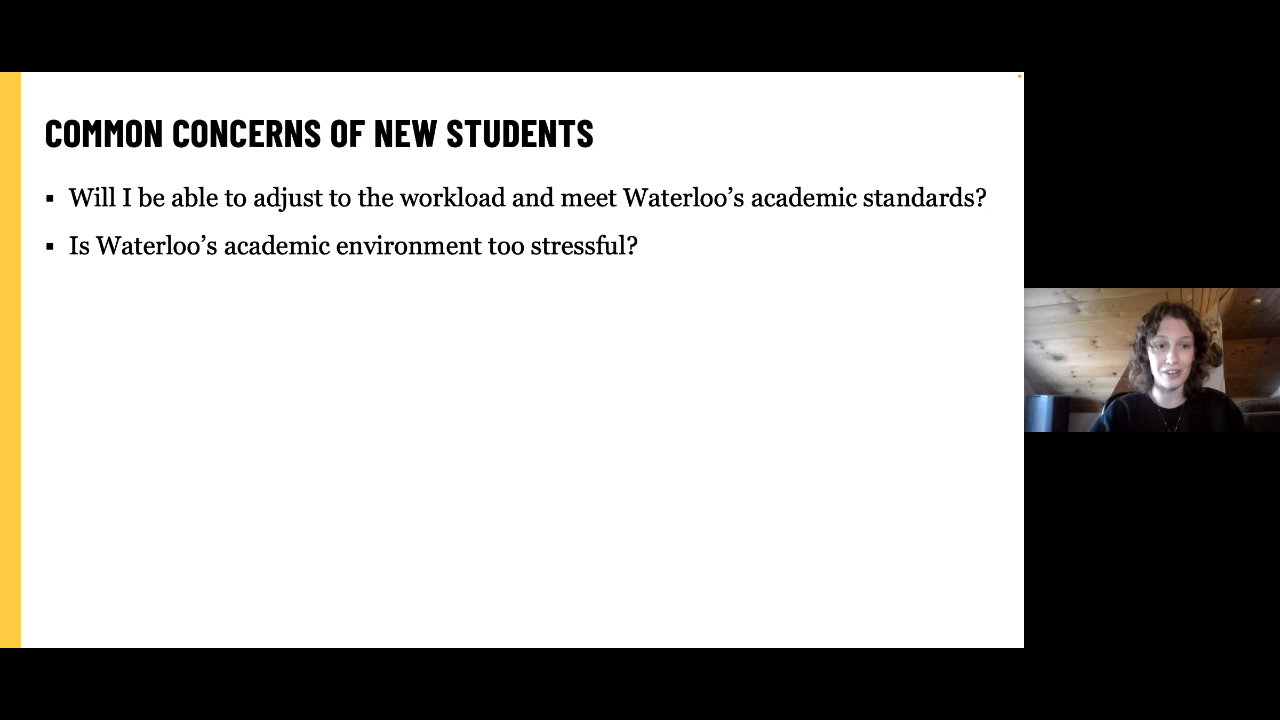 COMMON CONCERNS OF NEW STUDENTS
▪ Will I be able to adjust to the workload and meet Waterloo’s academic standards?
▪ Is Waterloo’s academic environment too stressful?